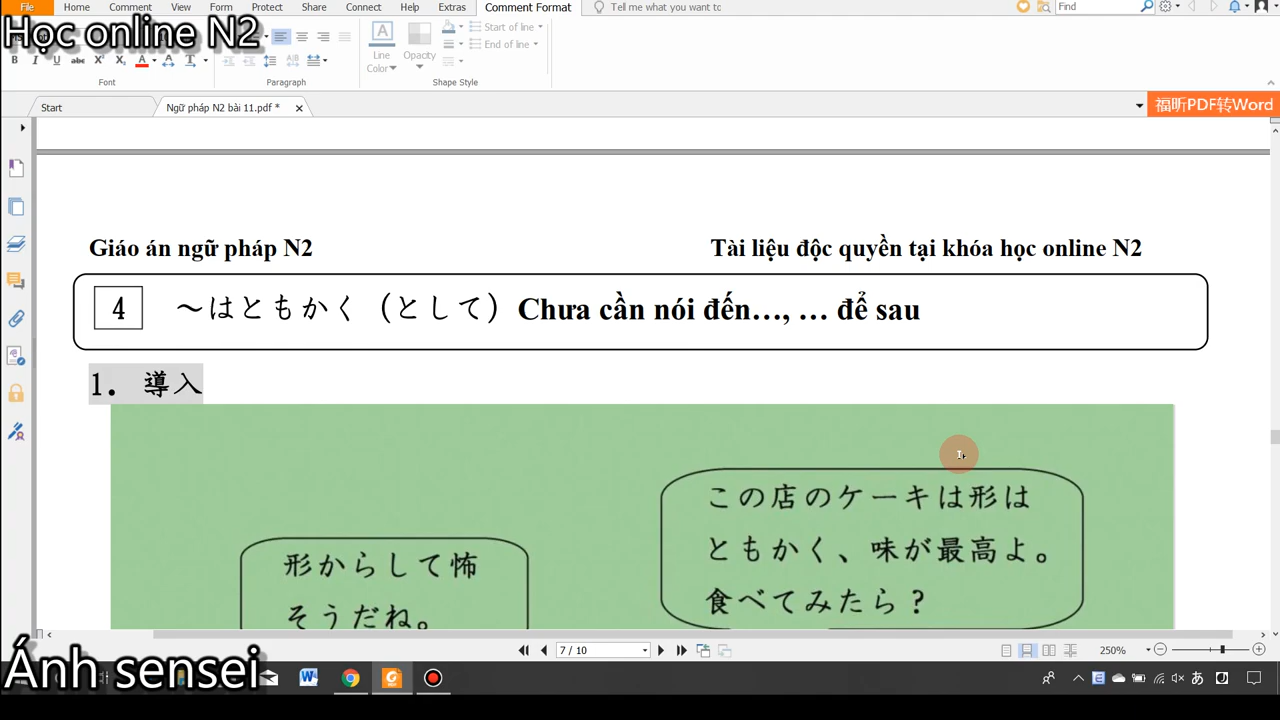 File Home Comment View Form Protect Share Connect Help Extras Comment Format Tell me what you want to Find
Học online N2
Line Color
Opacity
Start of line
End of line
Font Paragraph Shape Style
Start Ngữ pháp N2 bài 11.pdf *
福昕PDF转Word
Giáo án ngữ pháp N2 Tài liệu độc quyền tại khóa học online N2
4 ～はともかく（として）Chưa cần nói đến…, … để sau
1. 導入
この店のケーキは形は
ともかく、味が最高よ。
食べてみたら？
形からして怖
そうだね。
7 / 10
250%
Ánh sensei